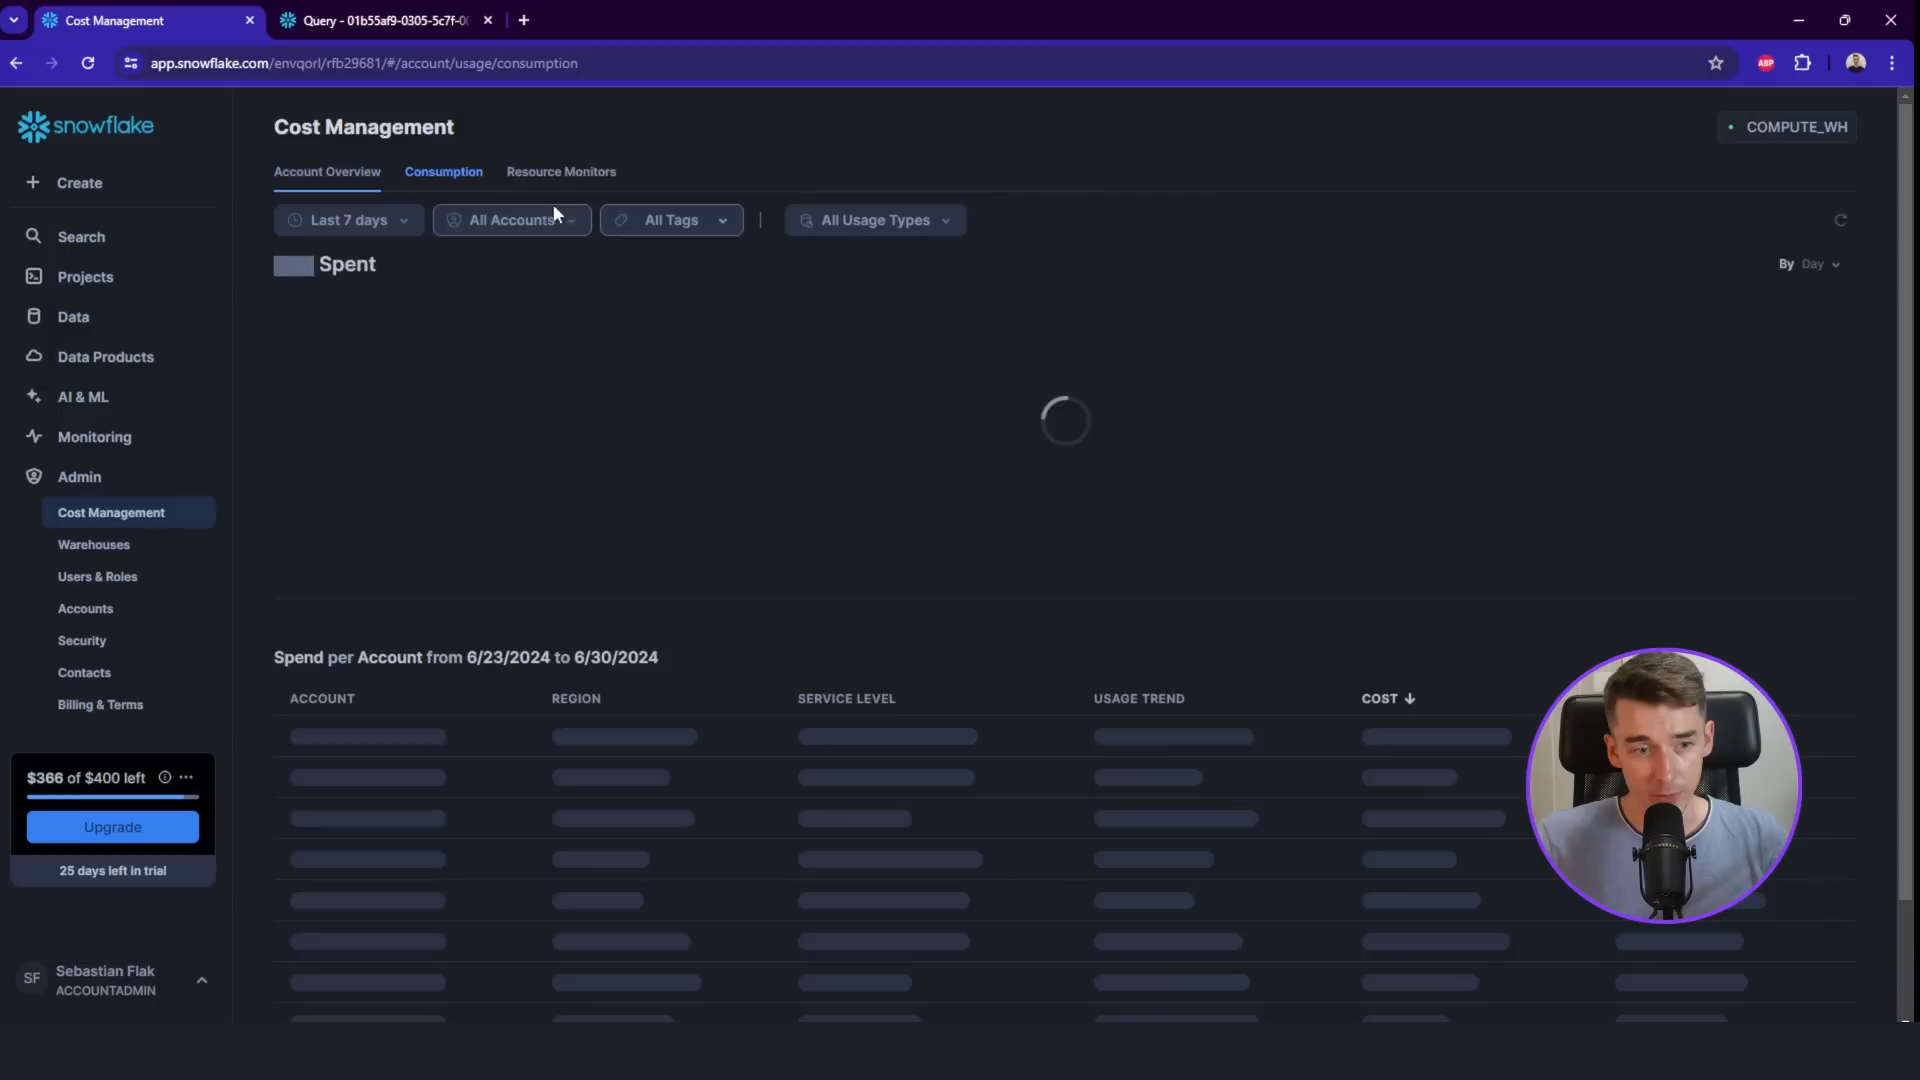 Cost Management
Query - 01b55af9-0305-5c7f-00
app.snowflake.com/envqorl/rfb29681/#/account/usage/consumption
ABP
snowflake
Create
Search
Projects
Data
Data Products
AI & ML
Monitoring
Admin
Cost Management
Warehouses
Users & Roles
Accounts
Security
Contacts
Billing & Terms
$366 of $400 left
Upgrade
25 days left in trial
SF
Sebastian Flak
ACCOUNTADMIN
Cost Management
COMPUTE_WH
Account Overview Consumption Resource Monitors
Last 7 days All Accounts All Tags All Usage Types
Spent
By Day
Spend per Account from 6/23/2024 to 6/30/2024
ACCOUNT REGION SERVICE LEVEL USAGE TREND COST